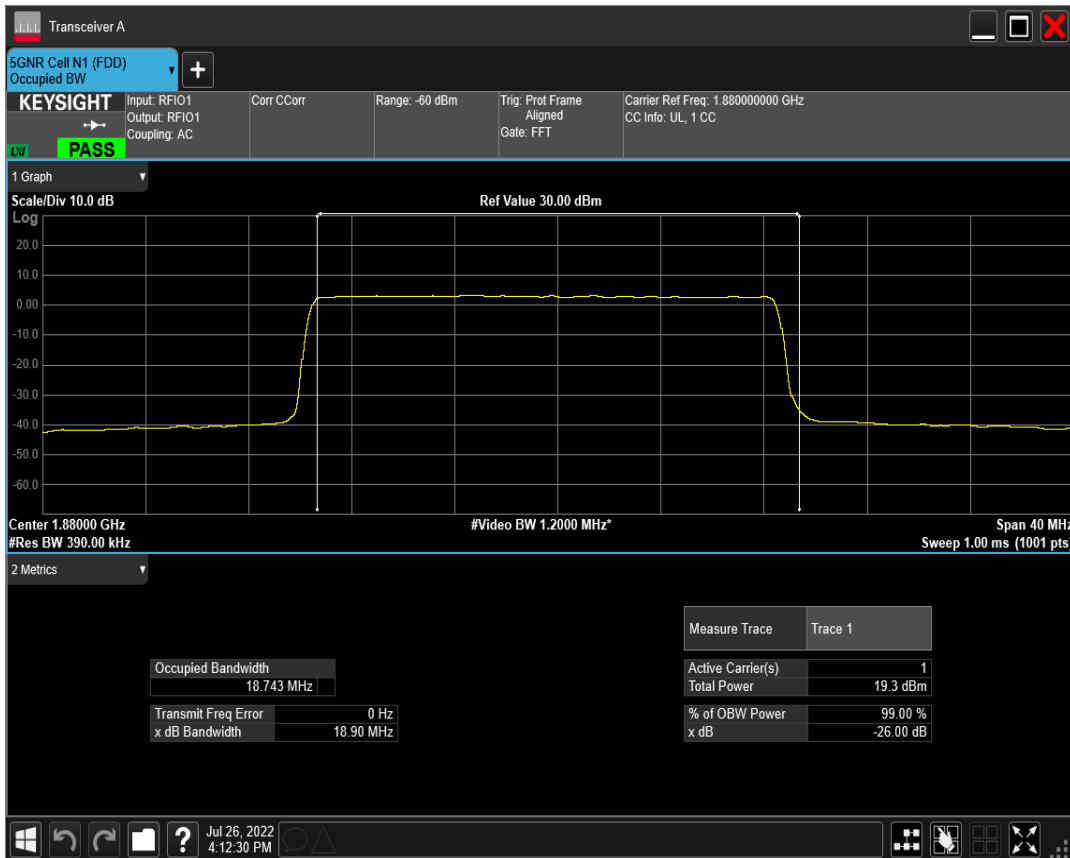 Transceiver A
5GNR Cell N1 (FDD)
Occupied BW
+
KEYSIGHT
LXI
PASS
Input: RFIO1
Output: RFIO1
Coupling: AC
Corr CCorr
Range: -60 dBm
Trig: Prot Frame
Aligned
Gate: FFT
Carrier Ref Freq: 1.880000000 GHz
CC Info: UL, 1 CC
1 Graph
Scale/Div 10.0 dB
Ref Value 30.00 dBm
Log
20.0
10.0
0.00
-10.0
-20.0
-30.0
-40.0
-50.0
-60.0
Center 1.88000 GHz
#Video BW 1.2000 MHz*
Span 40 MHz
#Res BW 390.00 kHz
Sweep 1.00 ms (1001 pts)
2 Metrics
Measure Trace Trace 1
Occupied Bandwidth
18.743 MHz
Active Carrier(s) 1
Total Power 19.3 dBm
Transmit Freq Error 0 Hz
x dB Bandwidth 18.90 MHz
% of OBW Power 99.00 %
x dB -26.00 dB
?
Jul 26, 2022
4:12:30 PM